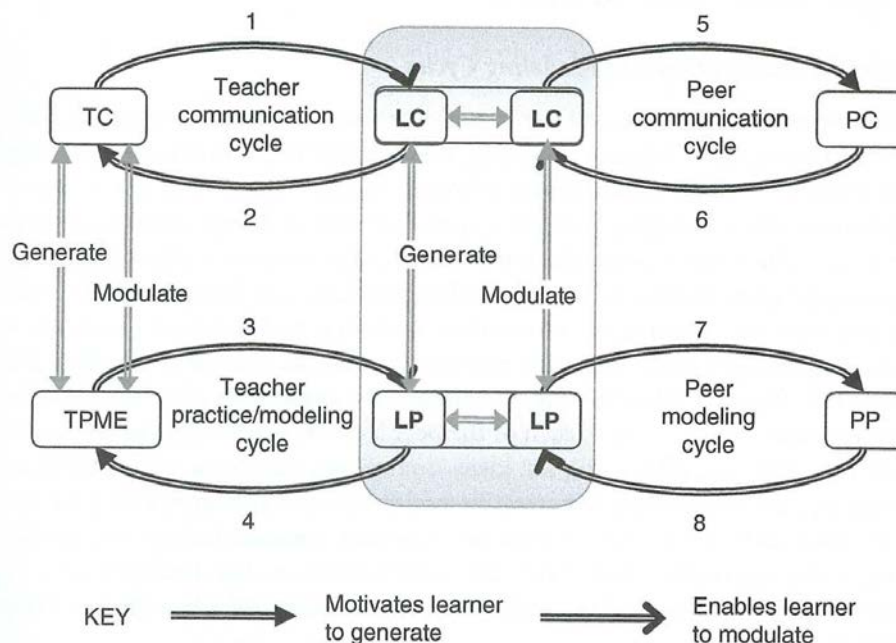 1
5
Teacher
communication
cycle
Peer
communication
cycle
TC
LC
LC
PC
2
6
Generate
Generate
Modulate
Modulate
3
7
Teacher
practice/modeling
cycle
Peer
modeling
cycle
TPME
LP
LP
PP
4
8
KEY
Motivates learner
to generate
Enables learner
to modulate